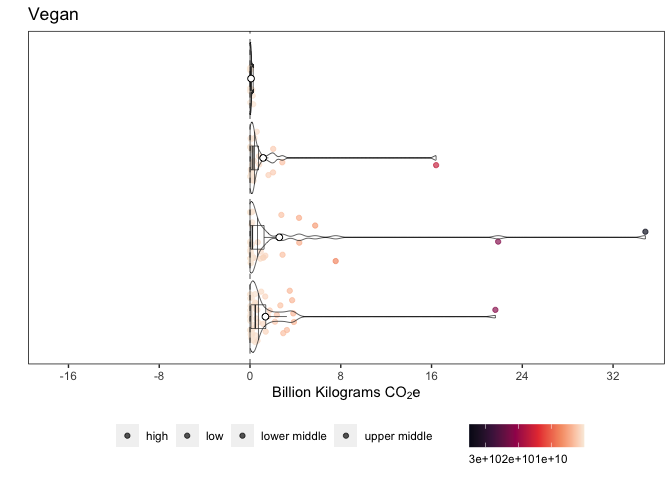 Vegan
-16 -8 0 8 16 24 32
Billion Kilograms CO₂e
high low lower middle upper middle
3e+102e+101e+10